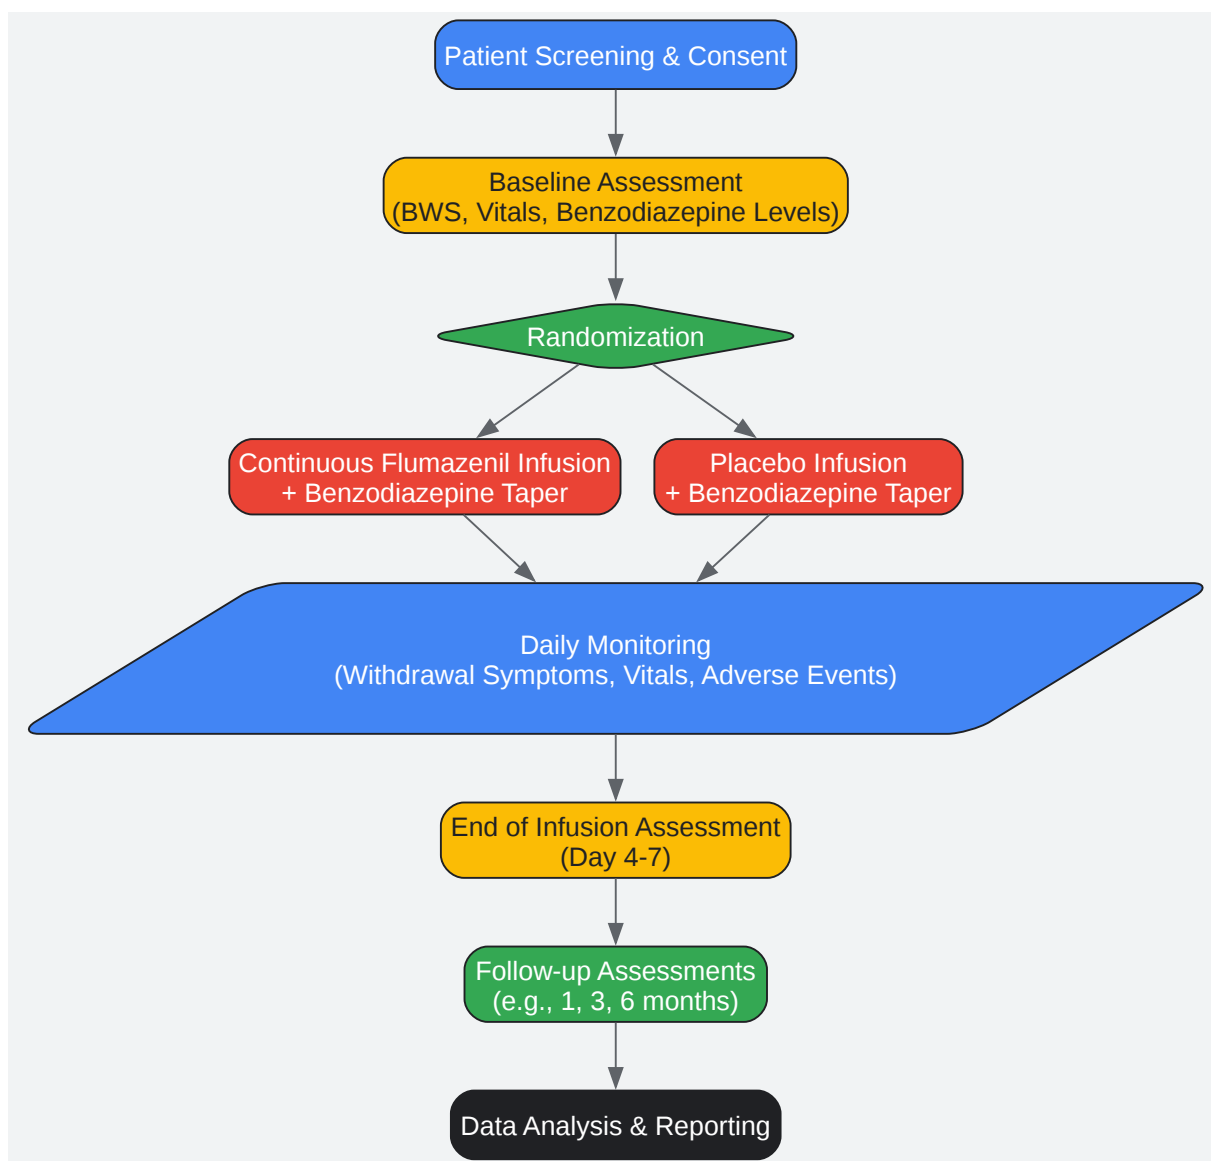 Patient Screening & Consent
Baseline Assessment
(BWS, Vitals, Benzodiazepine Levels)
Randomization
Continuous Flumazenil Infusion
+ Benzodiazepine Taper
Placebo Infusion
+ Benzodiazepine Taper
Daily Monitoring
(Withdrawal Symptoms, Vitals, Adverse Events)
End of Infusion Assessment
(Day 4-7)
Follow-up Assessments
(e.g., 1, 3, 6 months)
Data Analysis & Reporting